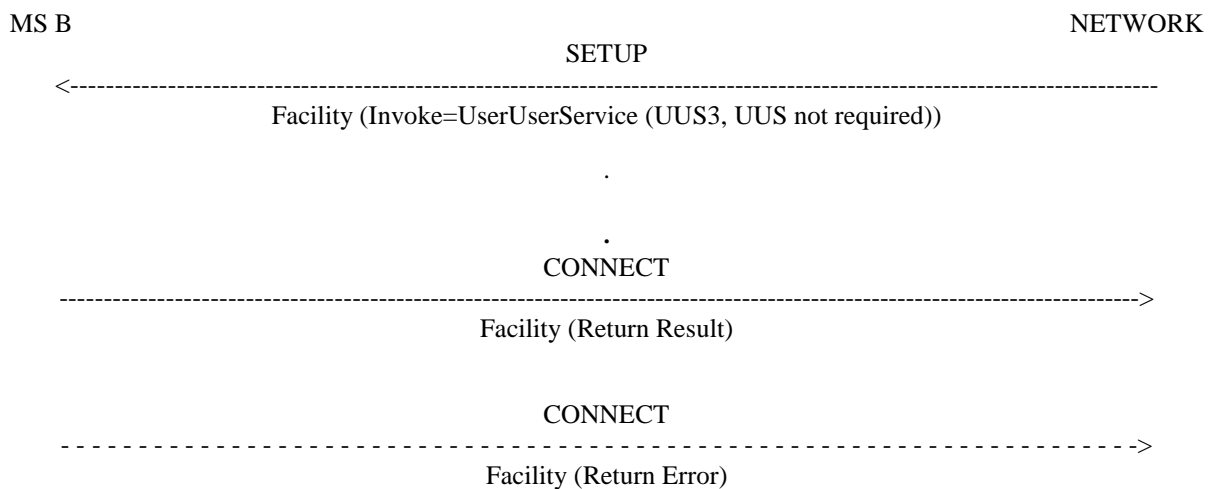 MS B NETWORK
SETUP
<------------------------------------------------------------------------------------------------------------------------
Facility (Invoke=UserUserService (UUS3, UUS not required))
.
.
CONNECT
------------------------------------------------------------------------------------------------------------------------>
Facility (Return Result)
CONNECT
- - - - - - - - - - - - - - - - - - - - - - - - - - - - - - - - - - - - - - - - - - - - - - - - - - - - - - - - - - - - - - - - - - - - - -->
Facility (Return Error)